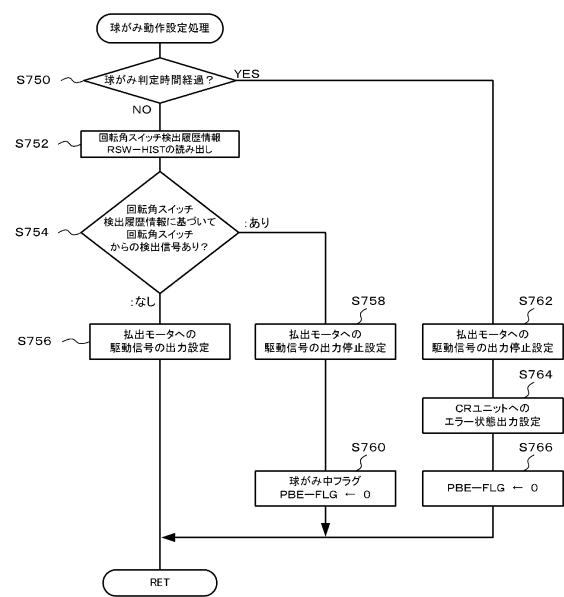 球がみ動作設定処理
S750
球がみ判定時間経過？
YES
NO
S752
回転角スイッチ検出履歴情報
RSW－HISTの読み出し
S754
回転角スイッチ
検出履歴情報に基づいて
回転角スイッチ
からの検出信号あり？
：あり
：なし
S756
払出モータへの
駆動信号の出力設定
S758
払出モータへの
駆動信号の出力停止設定
S762
払出モータへの
駆動信号の出力停止設定
S764
CRユニットへの
エラー状態出力設定
S760
球がみ中フラグ
PBE－FLG ← 0
S766
PBE－FLG ← 0
RET